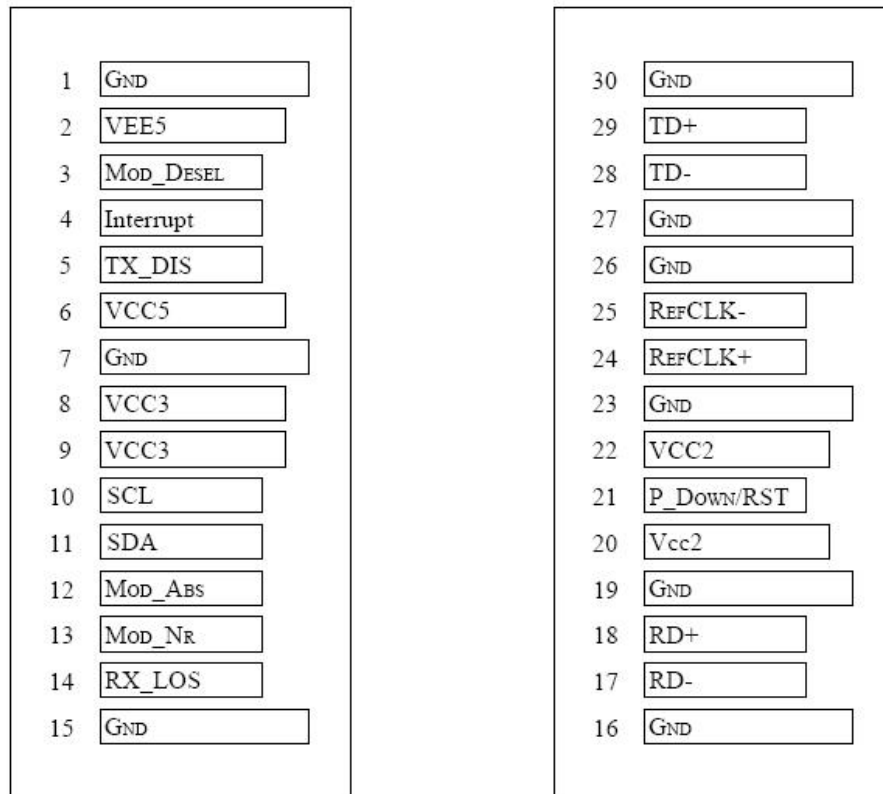 1 GND
2 VEE5
3 MOD_DESEL
4 Interrupt
5 TX_DIS
6 VCC5
7 GND
8 VCC3
9 VCC3
10 SCL
11 SDA
12 MOD_ABS
13 MOD_NR
14 RX_LOS
15 GND
30 GND
29 TD+
28 TD-
27 GND
26 GND
25 REFCLK-
24 REFCLK+
23 GND
22 VCC2
21 P_DOWN/RST
20 Vcc2
19 GND
18 RD+
17 RD-
16 GND